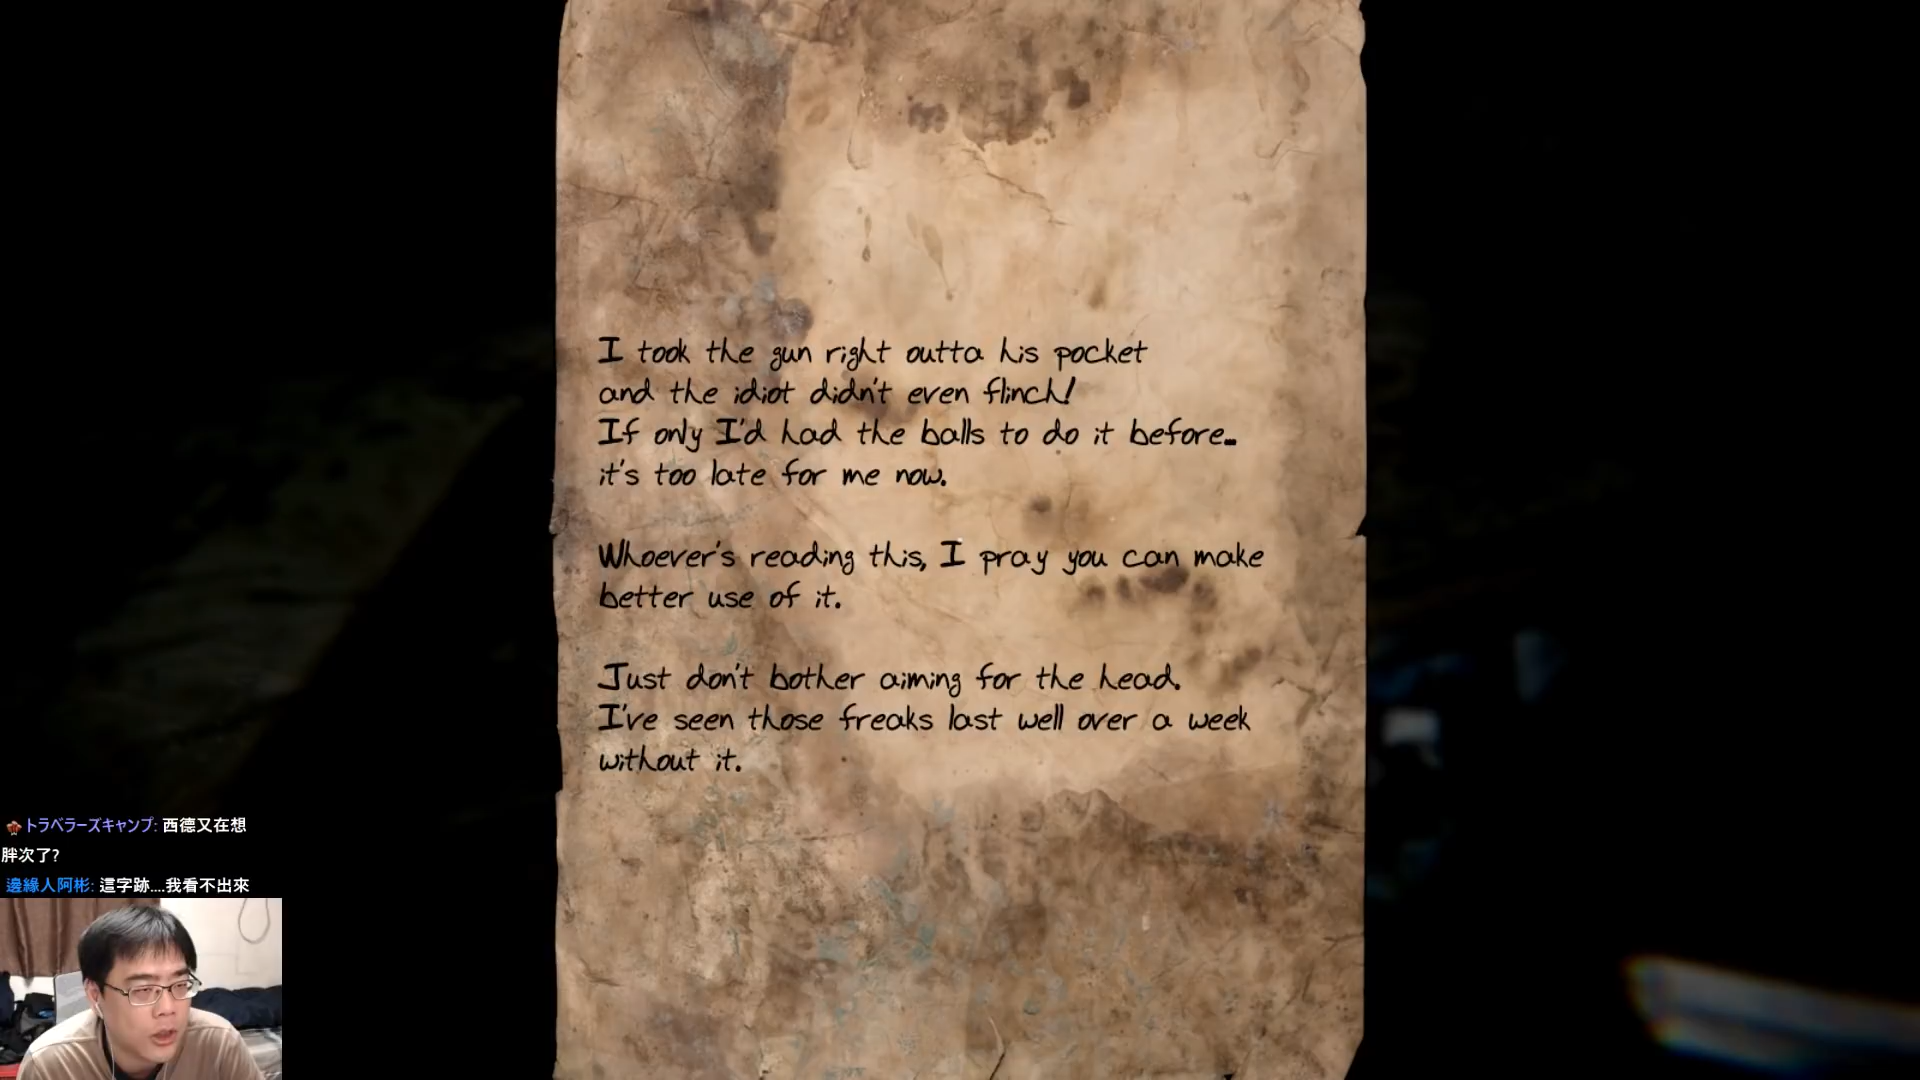 I took the gun right outta his pocket
and the idiot didn't even flinch!
If only I'd had the balls to do it before...
it's too late for me now.
Whoever's reading this, I pray you can make
better use of it.
Just don't bother aiming for the head.
I've seen those freaks last well over a week
without it.
トラベラーズキャンプ: 西德又在想
胖次了?
邊緣人阿彬: 這字跡....我看不出來